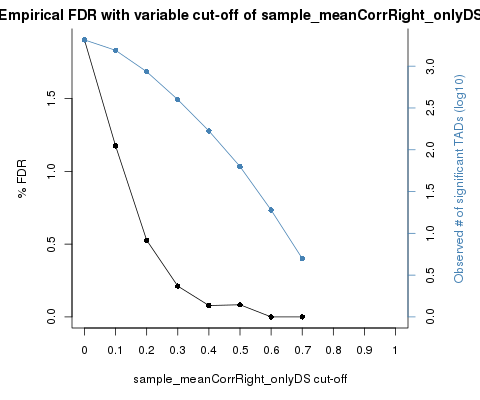 Empirical FDR with variable cut-off of sample_meanCorrRight_onlyDS
% FDR
0.0 0.5 1.0 1.5
0.0 0.5 1.0 1.5 2.0 2.5 3.0
Observed # of significant TADs (log10)
0 0.1 0.2 0.3 0.4 0.5 0.6 0.7 0.8 0.9 1
sample_meanCorrRight_onlyDS cut-off